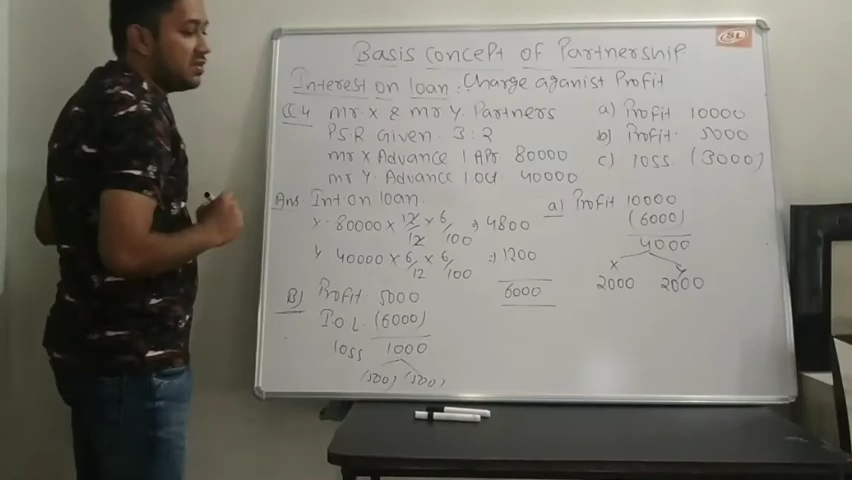 Basis concept of Partnership
SL
Interest on loan : Charge aganist Profit
Q.4 mr X & mr Y. Partners
P.S.R Given. 3:2
mr X Advance 1 Apr 80000
mr Y. Advance 1 Oct 40000
a) Profit 10000
b) Profit. 5000
c) loss (3000)
Ans Int on loan.
X. 80000 × 12/12 × 6/100 => 4800
Y 40000 × 6/12 × 6/100 => 1200
6000
a) Profit 10000
(6000)
4000
X Y
2000 2000
B) Profit 5000
I.O.L. (6000)
loss 1000
(500) (500)